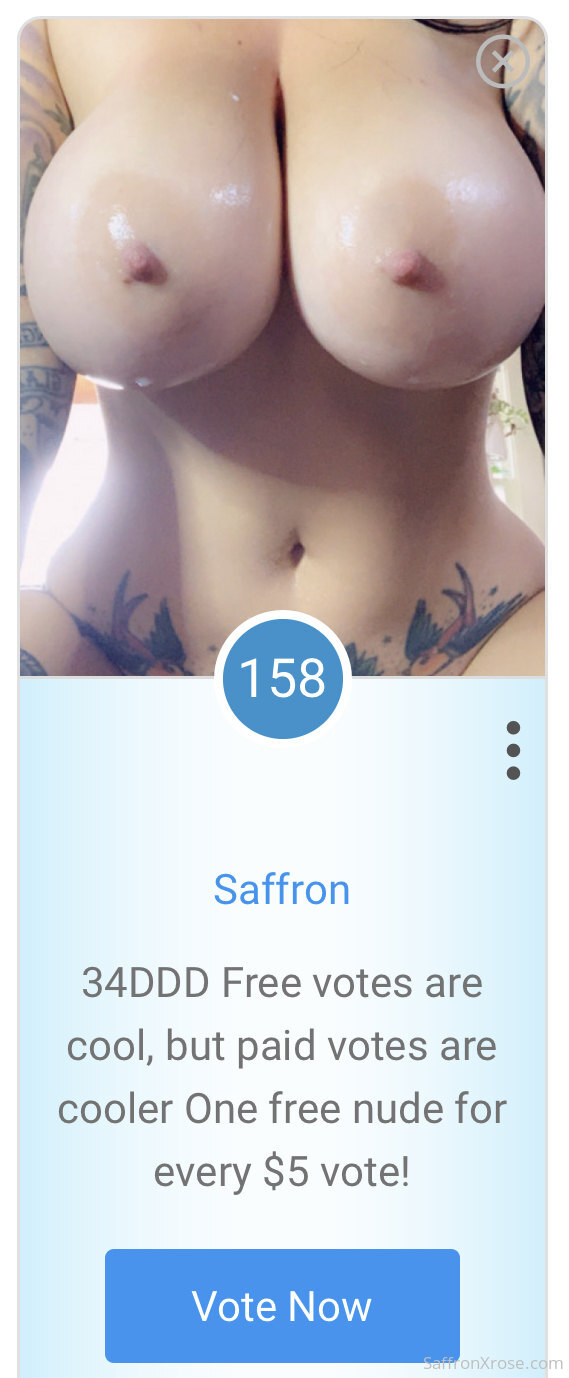 158
Saffron
34DDD Free votes are
cool, but paid votes are
cooler One free nude for
every $5 vote!
Vote Now
SaffronXrose.com